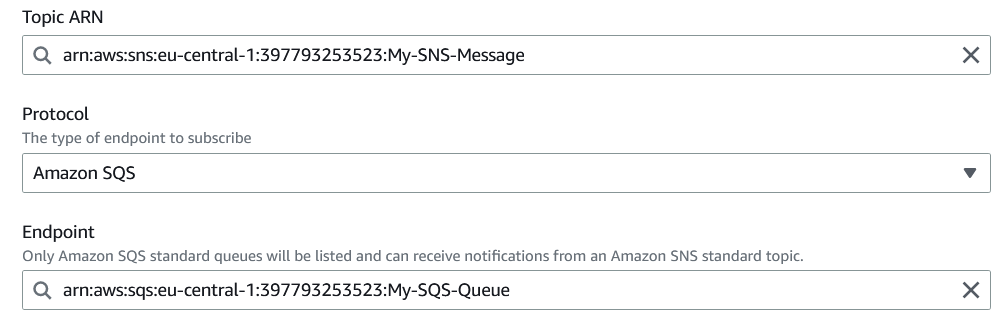 Topic ARN
arn:aws:sns:eu-central-1:397793253523:My-SNS-Message
Protocol
The type of endpoint to subscribe
Amazon SQS
Endpoint
Only Amazon SQS standard queues will be listed and can receive notifications from an Amazon SNS standard topic.
arn:aws:sqs:eu-central-1:397793253523:My-SQS-Queue